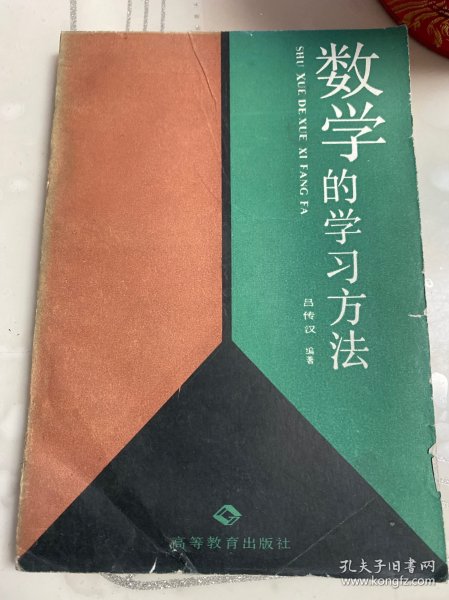 数学的学习方法
SHU XUE DE XUE XI FANG FA
吕传汉 编著
高等教育出版社
孔夫子旧书网
www.kongfz.com